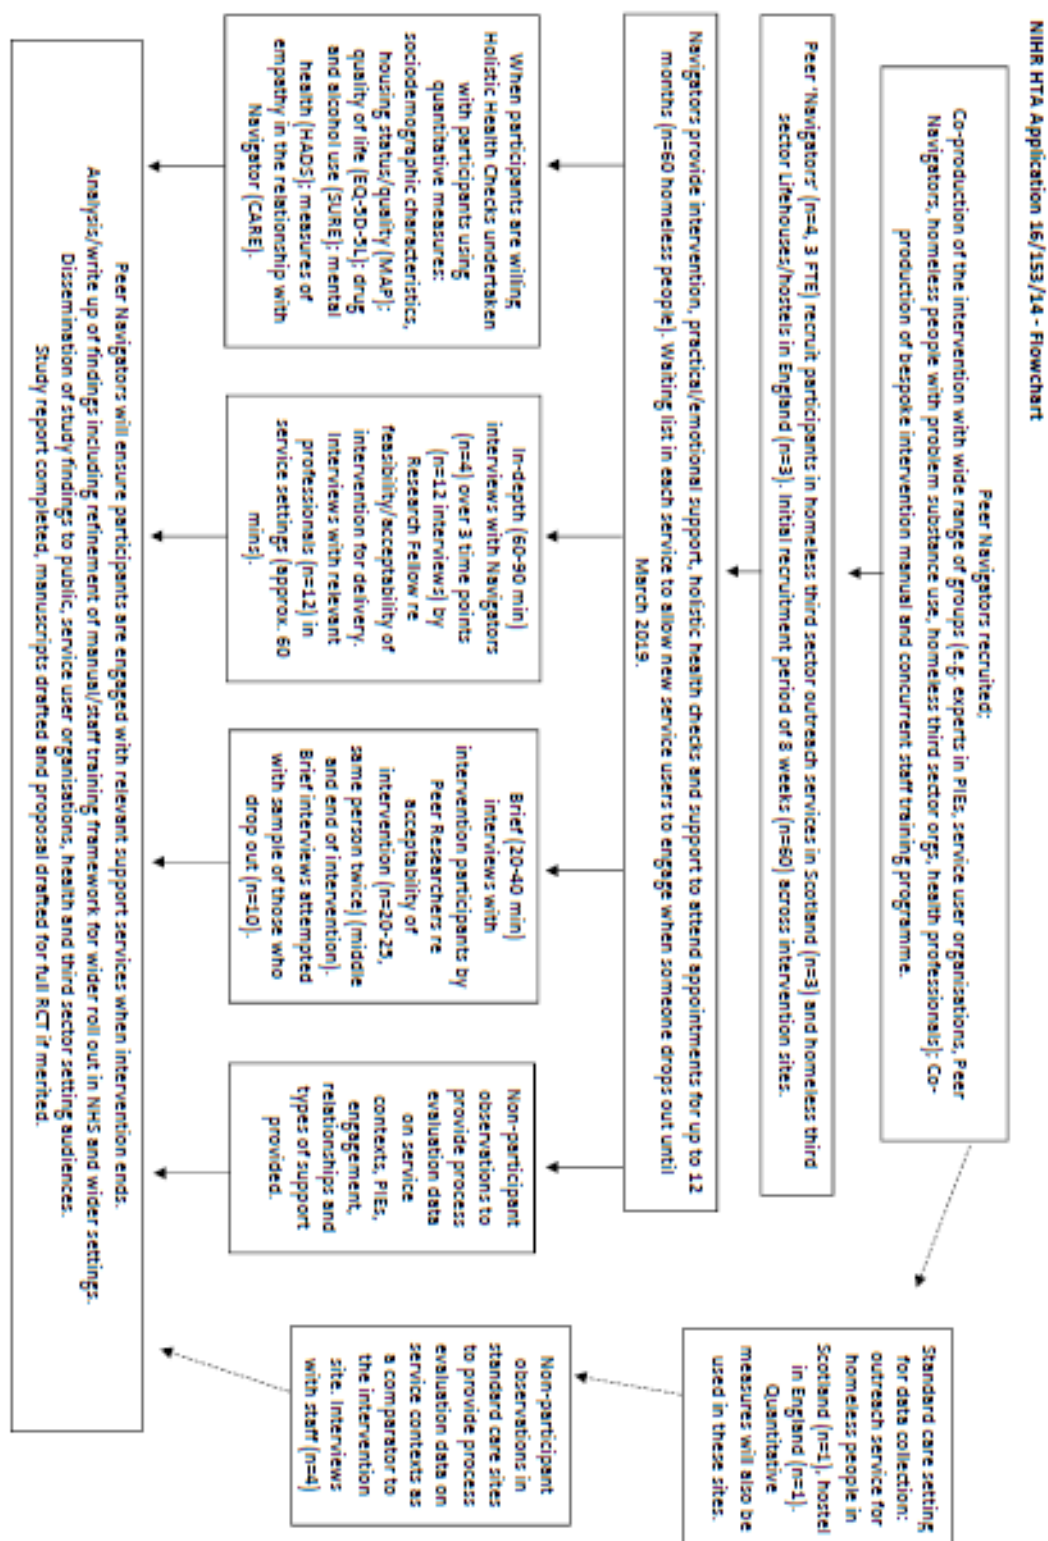 NIHR HTA Application 16/153/14 - Flowchart
Peer Navigators recruited;
Co-production of the intervention with wide range of groups (e.g. experts in PIEs, service user organisations, Peer
Navigators, homeless people with problem substance use, homeless third sector orgs, health professionals); Co-
production of bespoke intervention manual and concurrent staff training programme.
Standard care setting
for data collection:
outreach service for
homeless people in
Scotland (n=1), hostel
in England (n=1).
Quantitative
measures will also be
used in these sites.
Peer 'Navigators' (n=4, 3 FTE) recruit participants in homeless third sector outreach services in Scotland (n=3) and homeless third
sector Lifehouses/hostels in England (n=3). Initial recruitment period of 8 weeks (n=60) across intervention sites.
Navigators provide intervention, practical/emotional support, holistic health checks and support to attend appointments for up to 12
months (n=60 homeless people). Waiting list in each service to allow new service users to engage when someone drops out until
March 2019.
When participants are willing
Holistic Health Checks undertaken
with participants using
quantitative measures:
sociodemographic characteristics,
housing status/quality (MAP);
quality of life (EQ-5D-5L); drug
and alcohol use (SURE); mental
health (HADS); measures of
empathy in the relationship with
Navigator (CARE).
In-depth (60-90 min)
interviews with Navigators
(n=4) over 3 time points
(n=12 interviews) by
Research Fellow re
feasibility/acceptability of
intervention for delivery.
Interviews with relevant
professionals (n=12) in
service settings (approx. 60
mins).
Brief (20-40 min)
interviews with
intervention participants by
Peer Researchers re
acceptability of
intervention (n=20-25,
same person twice) (middle
and end of intervention).
Brief interviews attempted
with sample of those who
drop out (n=10).
Non-participant
observations to
provide process
evaluation data
on service
contexts, PIEs,
engagement,
relationships and
types of support
provided.
Non-participant
observations in
standard care sites
to provide process
evaluation data on
service contexts as
a comparator to
the intervention
site. Interviews
with staff (n=4)
Peer Navigators will ensure participants are engaged with relevant support services when intervention ends.
Analysis/write up of findings including refinement of manual/staff training framework for wider roll out in NHS and wider settings.
Dissemination of study findings to public, service user organisations, health and third sector setting audiences.
Study report completed, manuscripts drafted and proposal drafted for full RCT if merited.